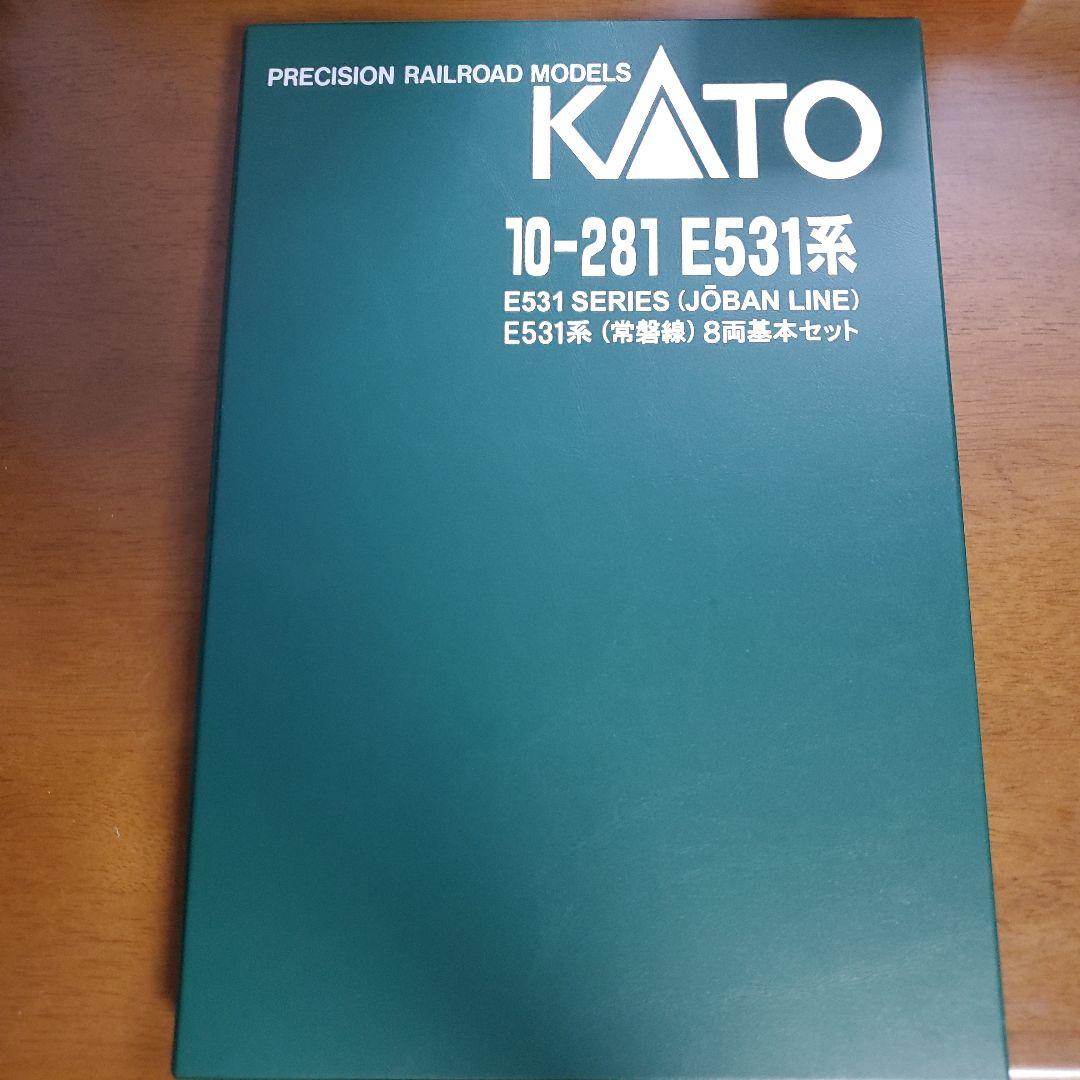 PRECISION RAILROAD MODELS
KATO
10-281 E531系
E531 SERIES (JŌBAN LINE)
E531系 (常磐線) 8両基本セット